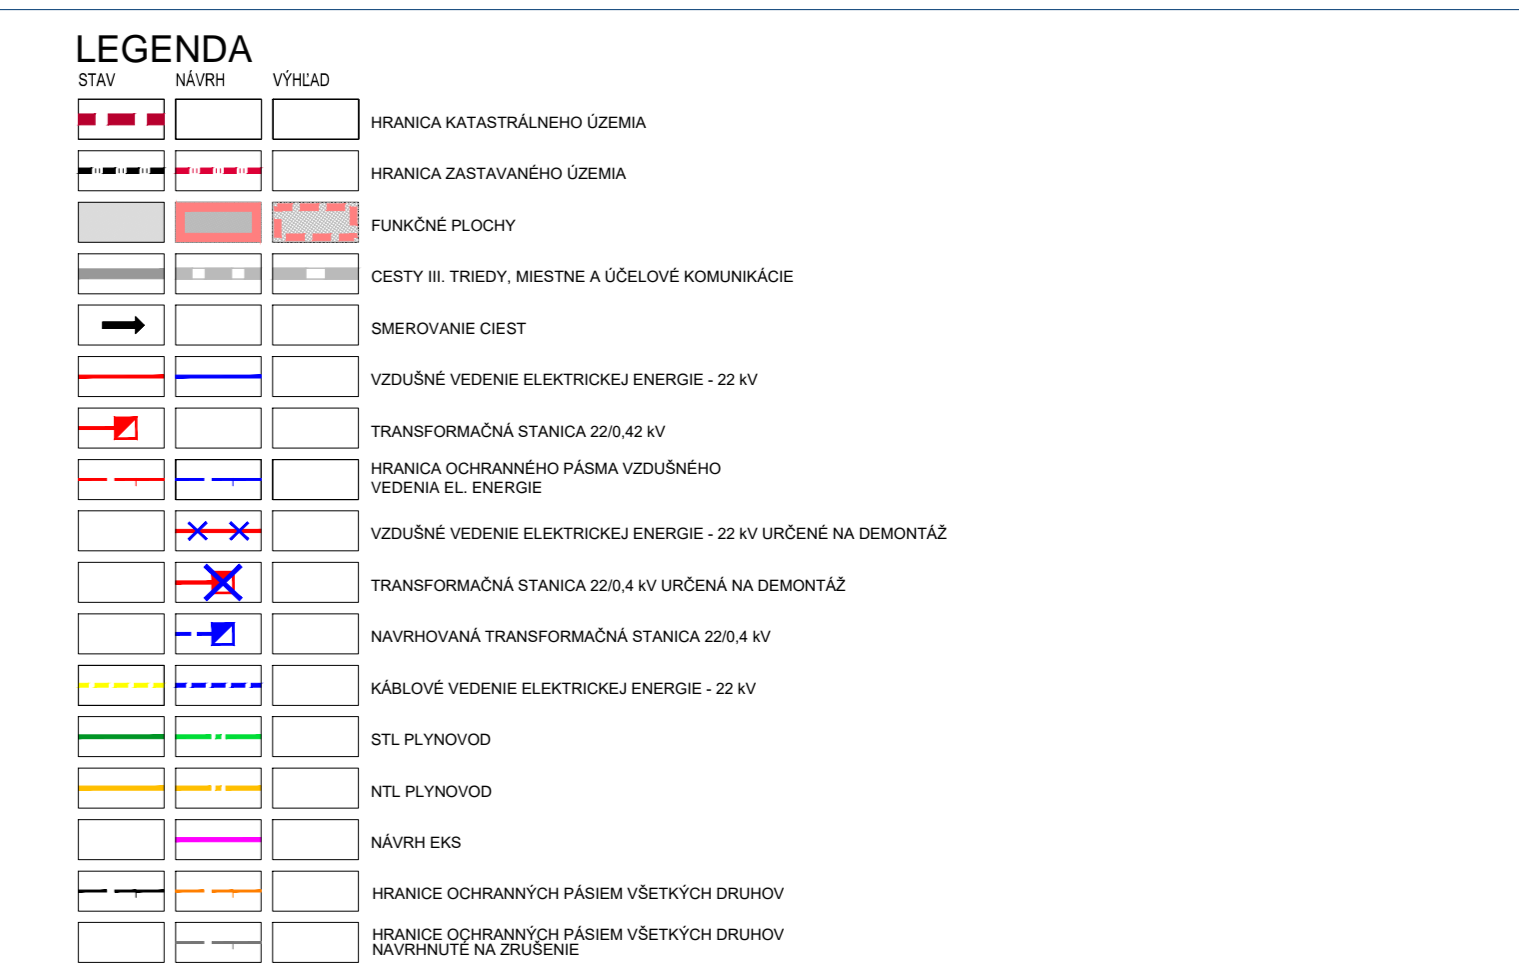 LEGENDA
STAV NÁVRH VÝHĽAD
HRANICA KATASTRÁLNEHO ÚZEMIA
HRANICA ZASTAVANÉHO ÚZEMIA
FUNKČNÉ PLOCHY
CESTY III. TRIEDY, MIESTNE A ÚČELOVÉ KOMUNIKÁCIE
SMEROVANIE CIEST
VZDUŠNÉ VEDENIE ELEKTRICKEJ ENERGIE - 22 kV
TRANSFORMAČNÁ STANICA 22/0,42 kV
HRANICA OCHRANNÉHO PÁSMA VZDUŠNÉHO
VEDENIA EL. ENERGIE
VZDUŠNÉ VEDENIE ELEKTRICKEJ ENERGIE - 22 kV URČENÉ NA DEMONTÁŽ
TRANSFORMAČNÁ STANICA 22/0,4 kV URČENÁ NA DEMONTÁŽ
NAVRHOVANÁ TRANSFORMAČNÁ STANICA 22/0,4 kV
KÁBLOVÉ VEDENIE ELEKTRICKEJ ENERGIE - 22 kV
STL PLYNOVOD
NTL PLYNOVOD
NÁVRH EKS
HRANICE OCHRANNÝCH PÁSIEM VŠETKÝCH DRUHOV
HRANICE OCHRANNÝCH PÁSIEM VŠETKÝCH DRUHOV
NAVRHNUTÉ NA ZRUŠENIE